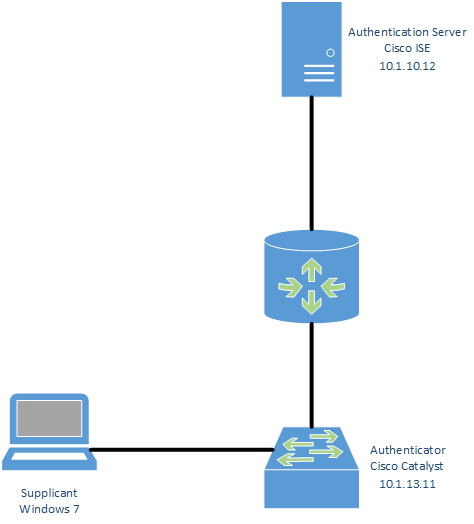 Authentication Server
Cisco ISE
10.1.10.12
Authenticator
Cisco Catalyst
10.1.13.11
Supplicant
Windows 7